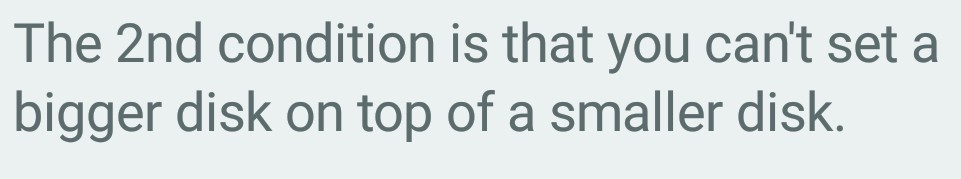 The 2nd condition is that you can't set a
bigger disk on top of a smaller disk.